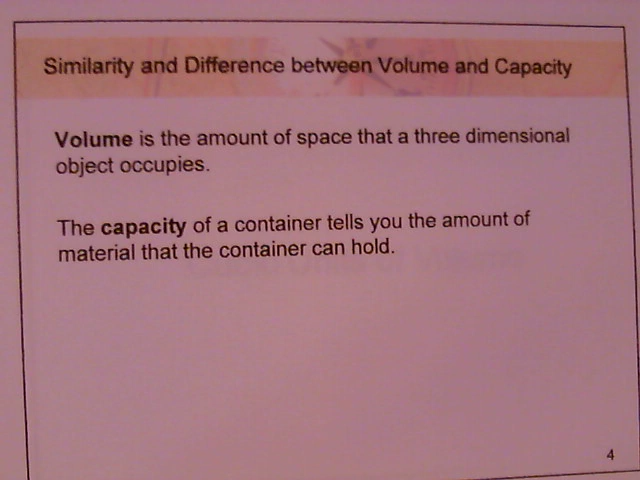 Similarity and Difference between Volume and Capacity
Volume is the amount of space that a three dimensional
object occupies.
The capacity of a container tells you the amount of
material that the container can hold.
4